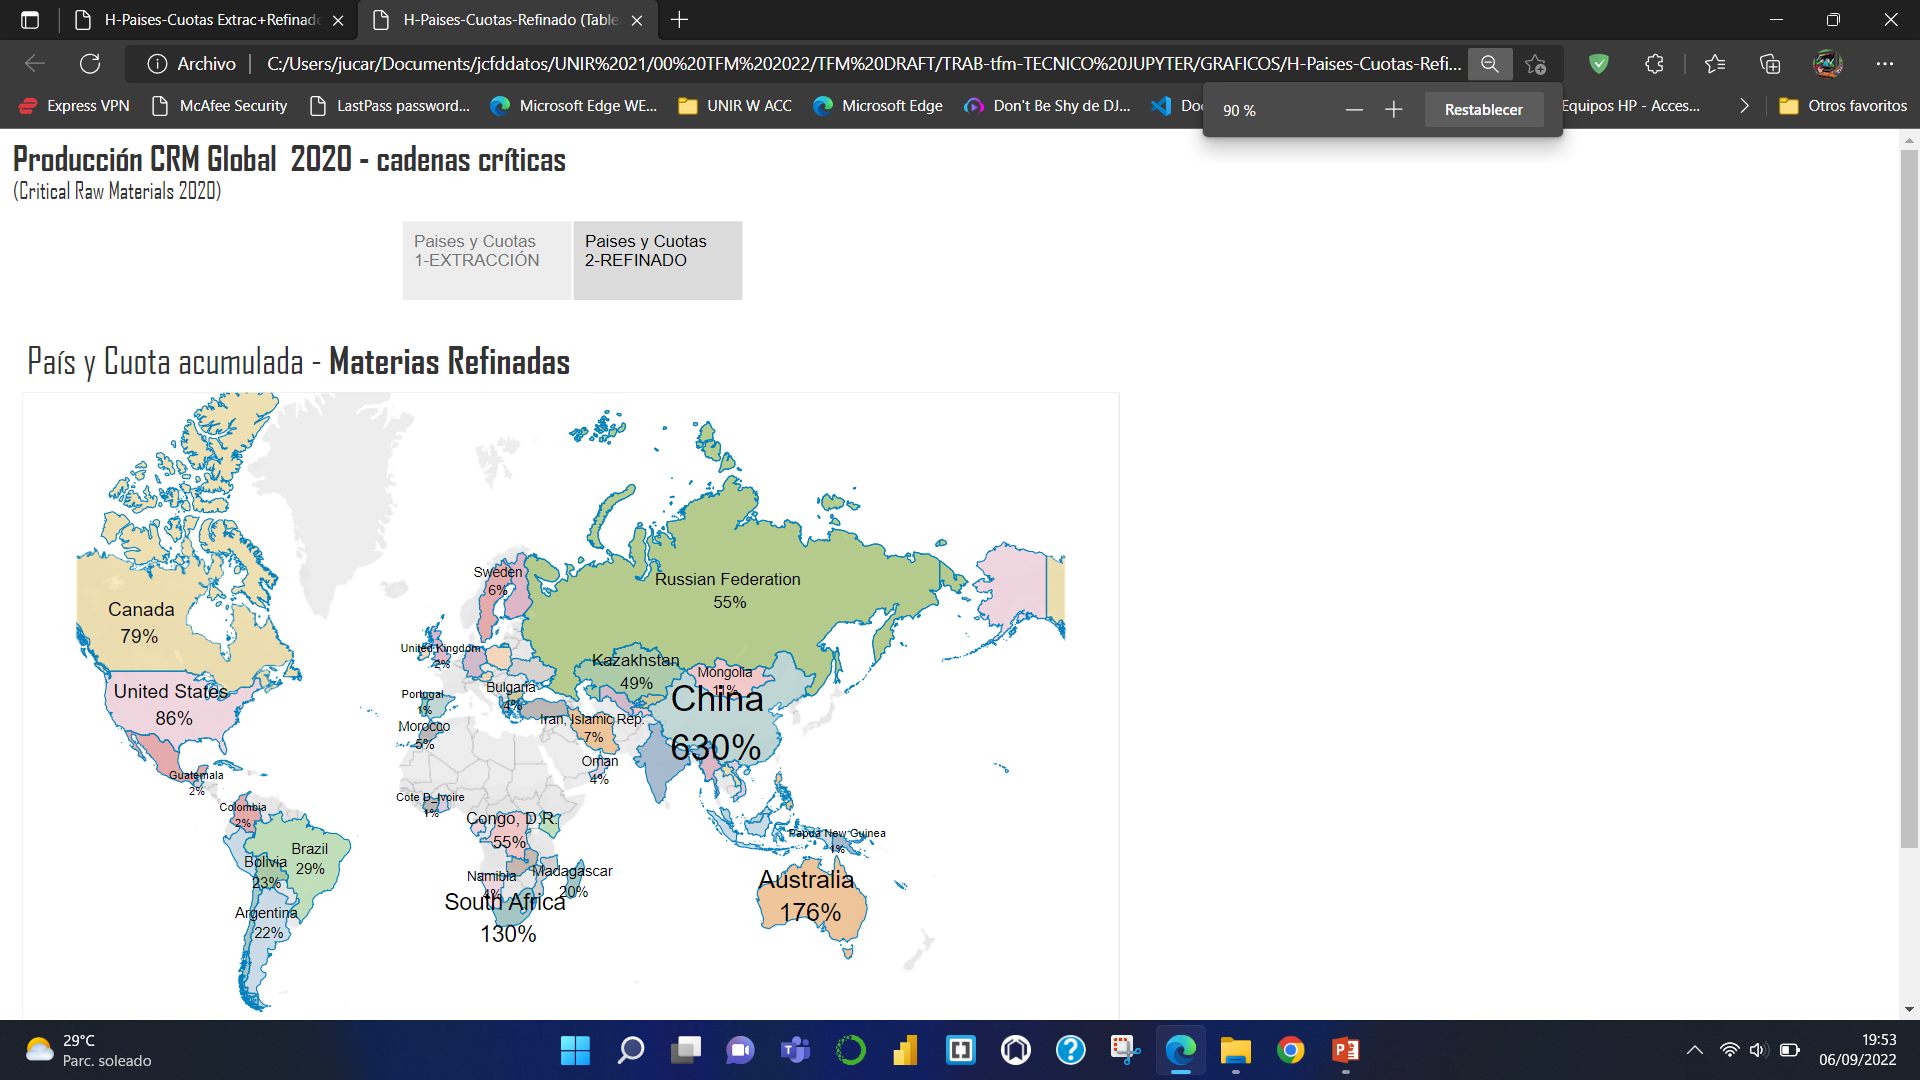 H-Paises-Cuotas Extrac+Refinado
H-Paises-Cuotas-Refinado (Table
Archivo
C:/Users/jucar/Documents/jcfddatos/UNIR%2021/00%20TFM%202022/TFM%20DRAFT/TRAB-tfm-TECNICO%20JUPYTER/GRAFICOS/H-Paises-Cuotas-Refi...
Express VPN
McAfee Security
LastPass password...
Microsoft Edge WE...
UNIR W ACC
Microsoft Edge
Don't Be Shy de DJ...
Equipos HP - Acces...
Otros favoritos
90 %
Restablecer
Producción CRM Global 2020 - cadenas críticas
(Critical Raw Materials 2020)
Paises y Cuotas
1-EXTRACCIÓN
Paises y Cuotas
2-REFINADO
País y Cuota acumulada - Materias Refinadas
Sweden
6%
Russian Federation
55%
Canada
79%
United Kingdom
2%
Kazakhstan
49%
Mongolia
11%
United States
86%
Portugal
1%
Bulgaria
4%
China
630%
Morocco
5%
Iran, Islamic Rep.
7%
Oman
4%
Guatemala
2%
Cote D_Ivoire
1%
Colombia
2%
Congo, D.R.
55%
Papua New Guinea
1%
Brazil
29%
Bolivia
23%
Namibia
4%
Madagascar
20%
Australia
176%
South Africa
130%
Argentina
22%
29°C
Parc. soleado
19:53
06/09/2022